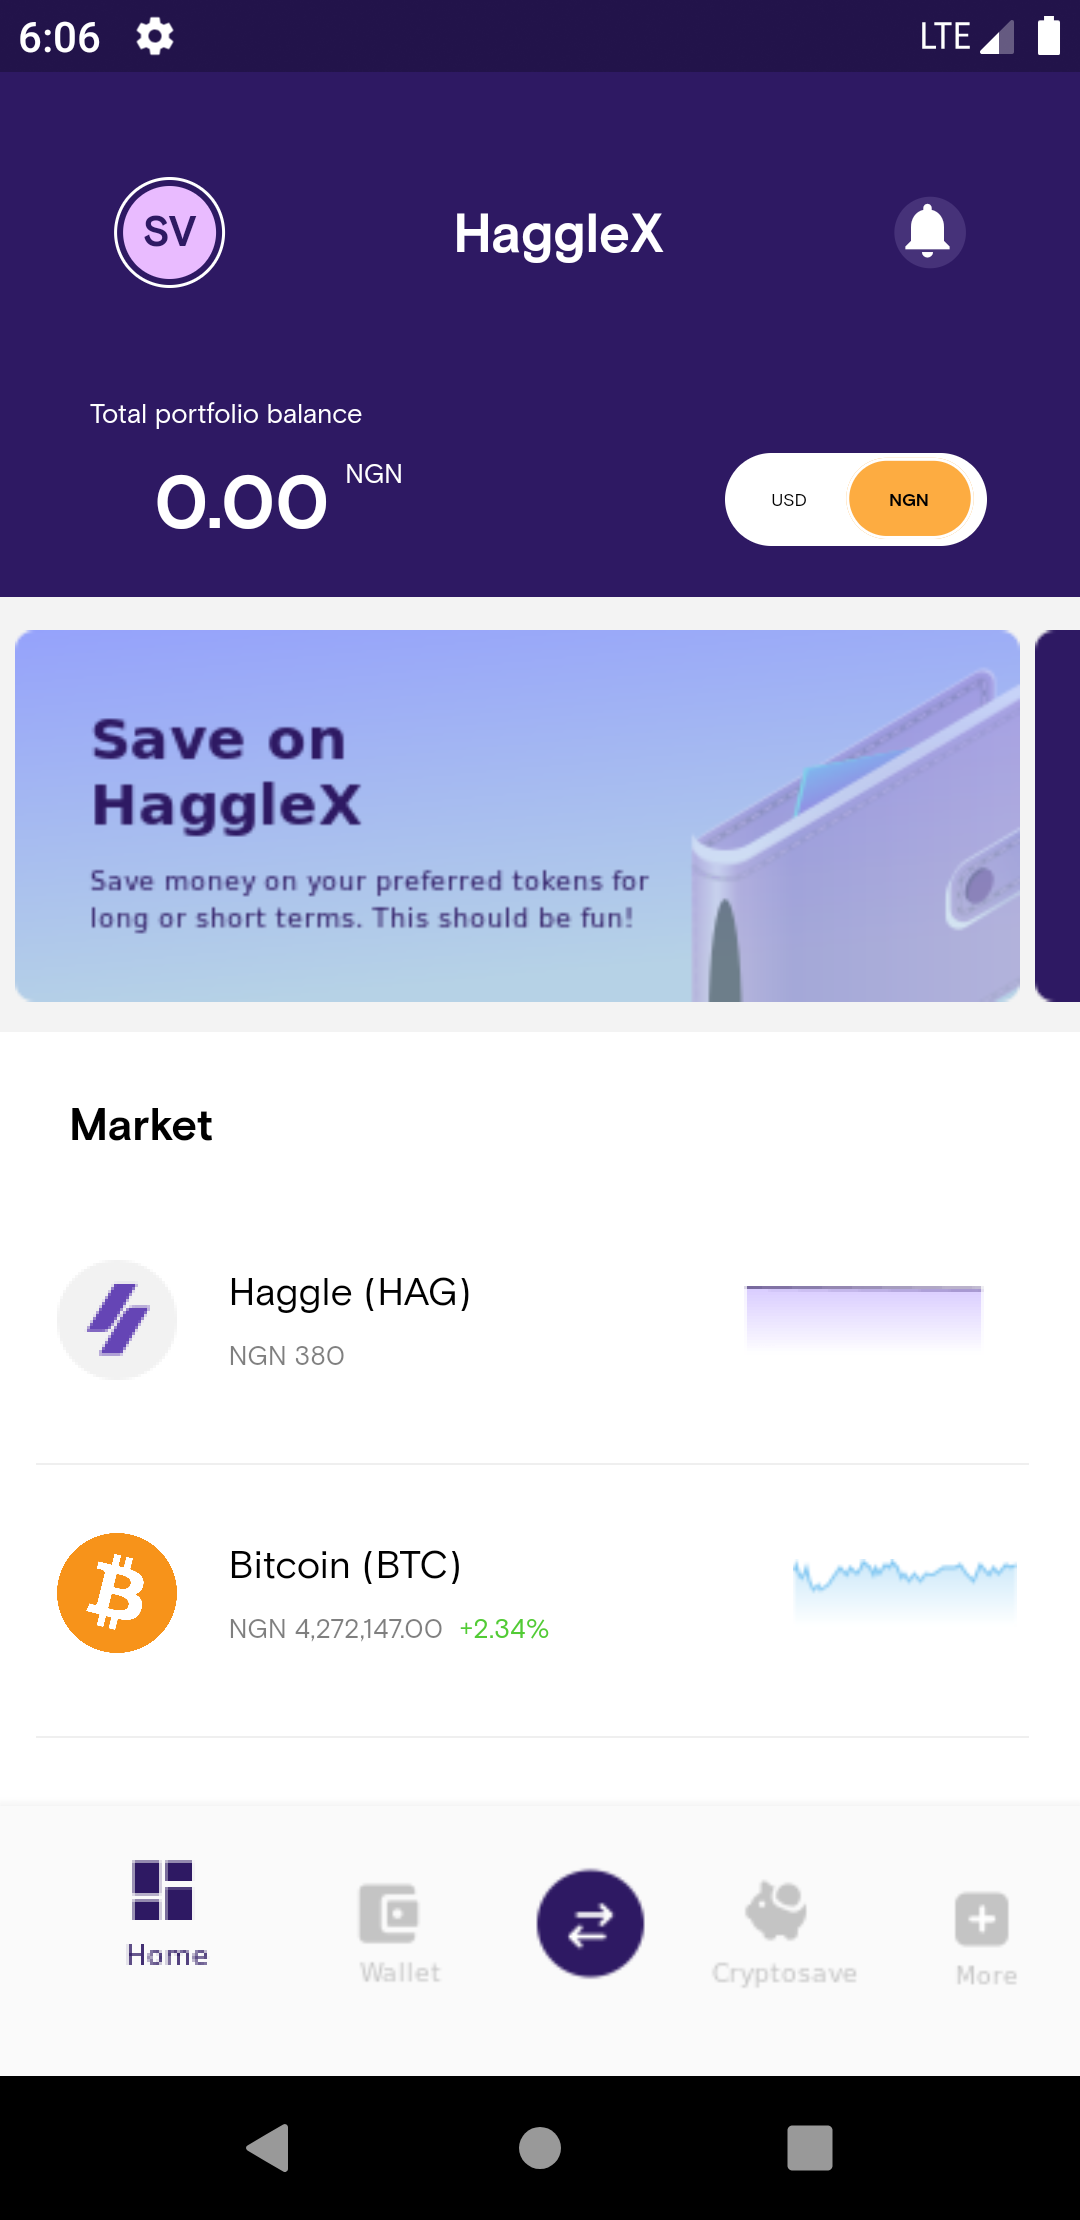 6:06
LTE
SV
HaggleX
Total portfolio balance
0.00 NGN
USD
NGN
Save on
HaggleX
Save money on your preferred tokens for
long or short terms. This should be fun!
Market
Haggle (HAG)
NGN 380
Bitcoin (BTC)
NGN 4,272,147.00 +2.34%
Home
Wallet
Cryptosave
More